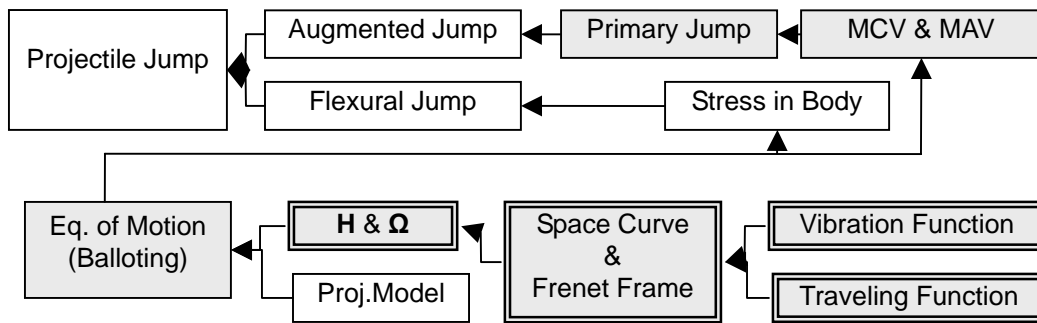 Projectile Jump
Augmented Jump
Primary Jump
MCV & MAV
Flexural Jump
Stress in Body
Eq. of Motion
(Balloting)
H & Ω
Proj.Model
Space Curve
&
Frenet Frame
Vibration Function
Traveling Function